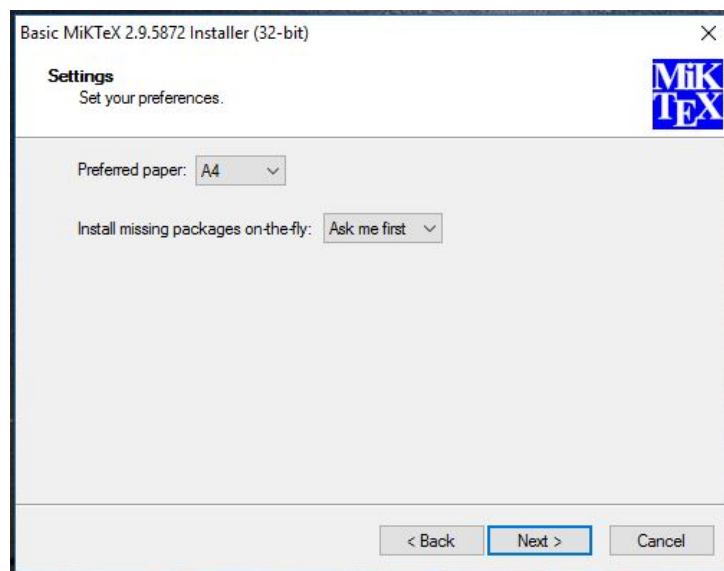 Basic MiKTeX 2.9.5872 Installer (32-bit)
Settings
Set your preferences.
MiK
TEX
Preferred paper: A4
Install missing packages on-the-fly: Ask me first
< Back Next > Cancel